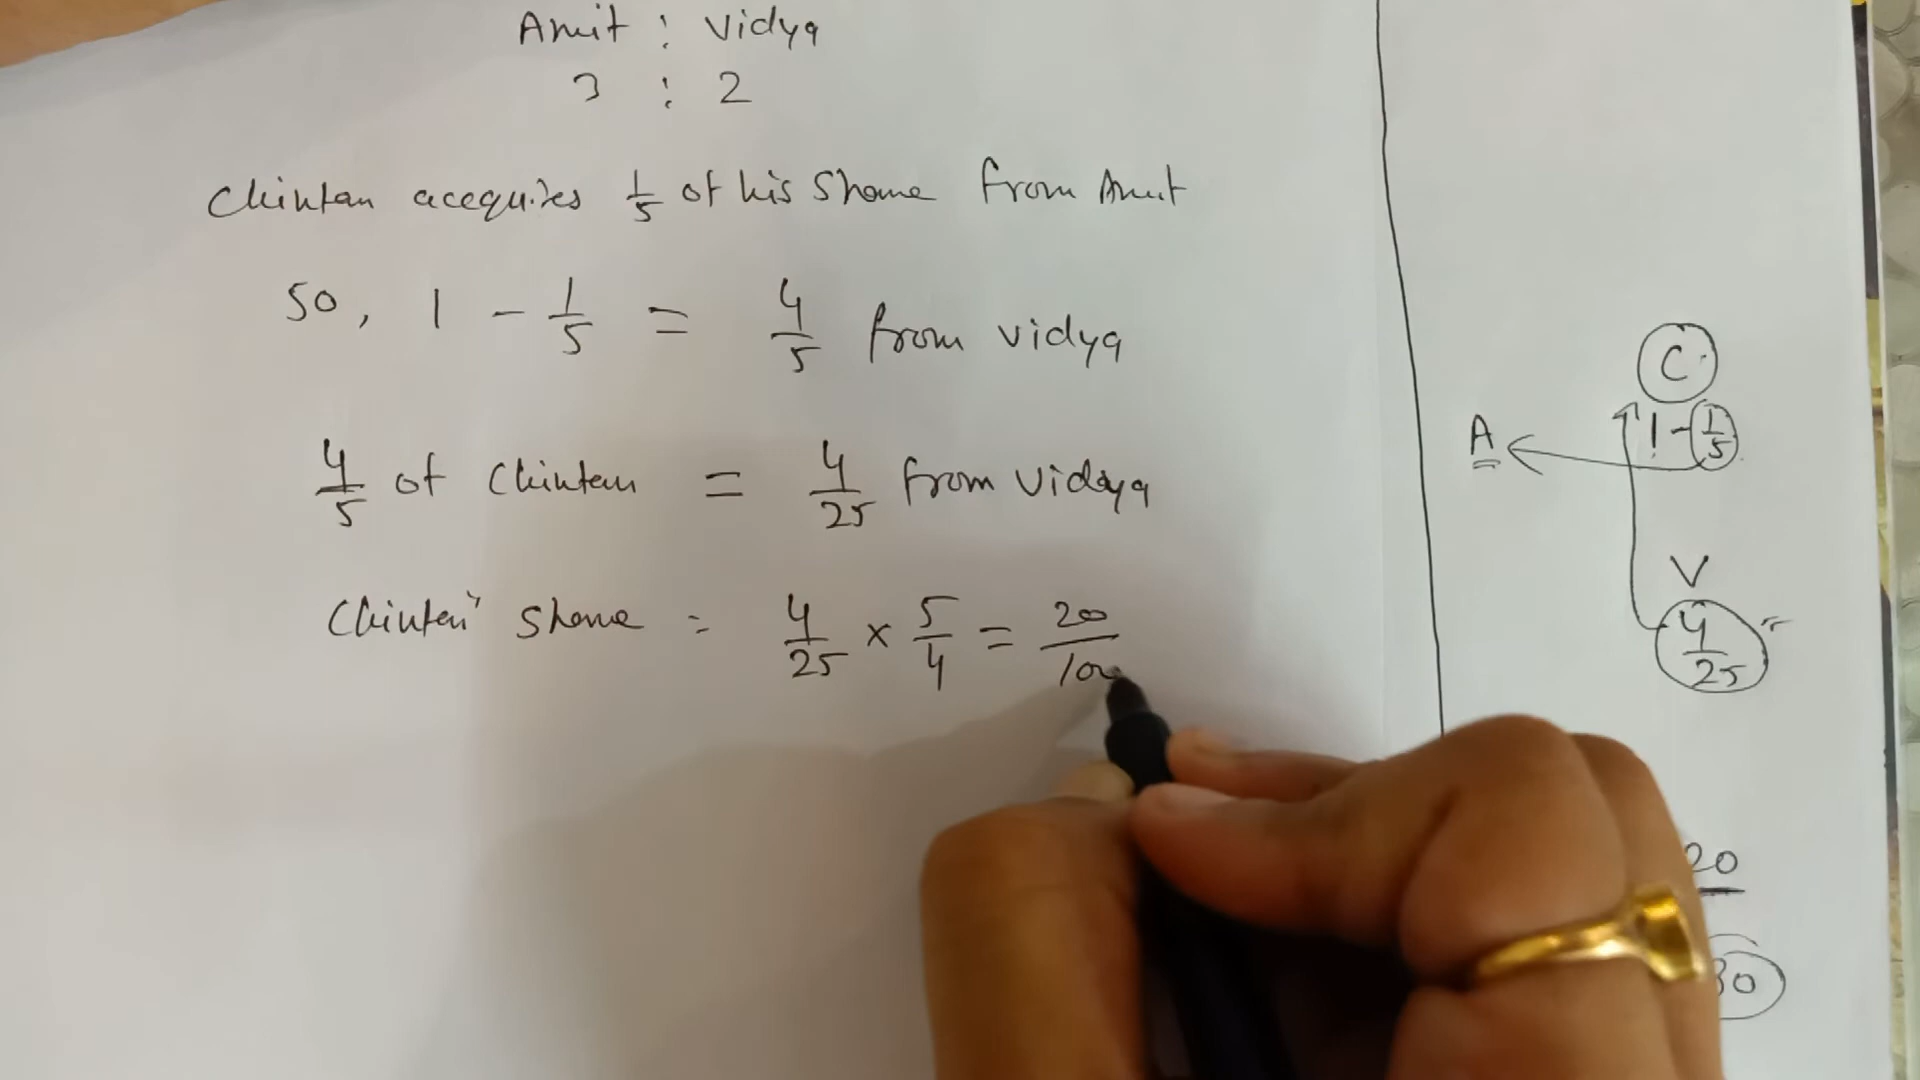 Amit : Vidya
3 : 2
Chintan acequires 1/5 of his Share from Amit
So, 1 - 1/5 = 4/5 from vidya
4/5 of Chintan = 4/25 from Vidya
Chintan' Share = 4/25 × 5/4 = 20/100
C
A
1 - 1/5
V
4/25
20
30